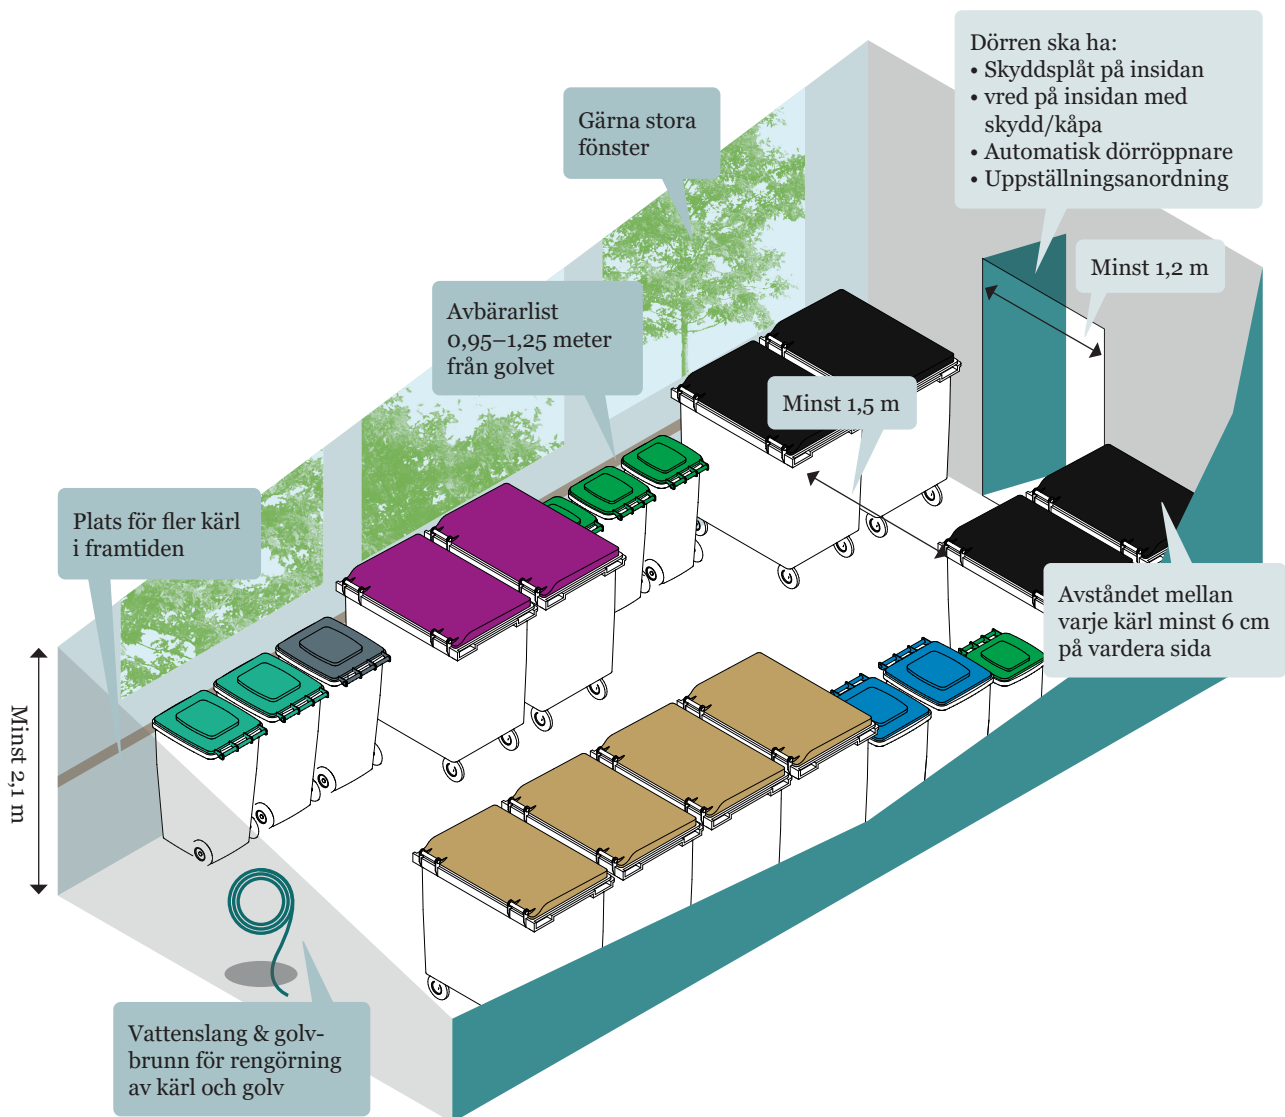 Dörren ska ha:
• Skyddsplåt på insidan
• vred på insidan med
skydd/kåpa
• Automatisk dörröppnare
• Uppställningsanordning
Gärna stora
fönster
Minst 1,2 m
Avbärarlist
0,95–1,25 meter
från golvet
Minst 1,5 m
Plats för fler kärl
i framtiden
Avståndet mellan
varje kärl minst 6 cm
på vardera sida
Minst 2,1 m
Vattenslang & golv-
brunn för rengörning
av kärl och golv